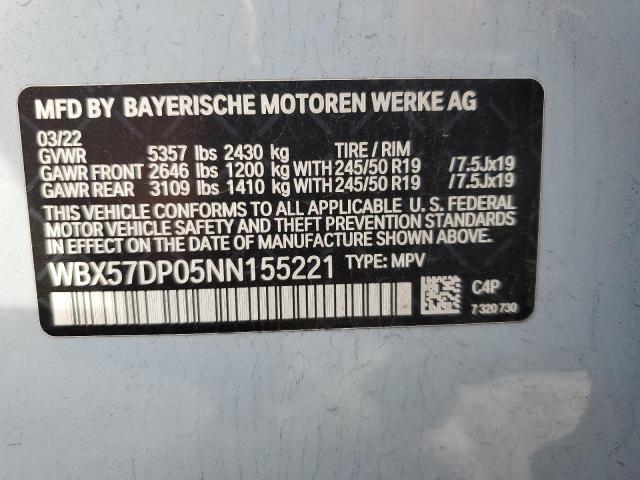 MFD BY BAYERISCHE MOTOREN WERKE AG
03/22
GVWR 5357 lbs 2430 kg TIRE / RIM
GAWR FRONT 2646 lbs 1200 kg WITH 245/50 R19 /7.5Jx19
GAWR REAR 3109 lbs 1410 kg WITH 245/50 R19 /7.5Jx19
THIS VEHICLE CONFORMS TO ALL APPLICABLE U. S. FEDERAL
MOTOR VEHICLE SAFETY AND THEFT PREVENTION STANDARDS
IN EFFECT ON THE DATE OF MANUFACTURE SHOWN ABOVE.
WBX57DP05NN155221 TYPE: MPV
C4P
7 320 730